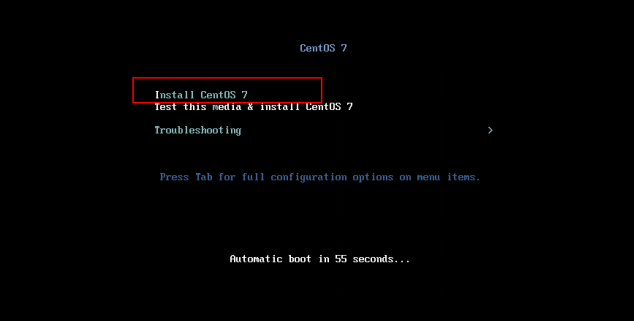 CentOS 7
Install CentOS 7
Test this media & install CentOS 7
Troubleshooting >
Press Tab for full configuration options on menu items.
Automatic boot in 55 seconds...